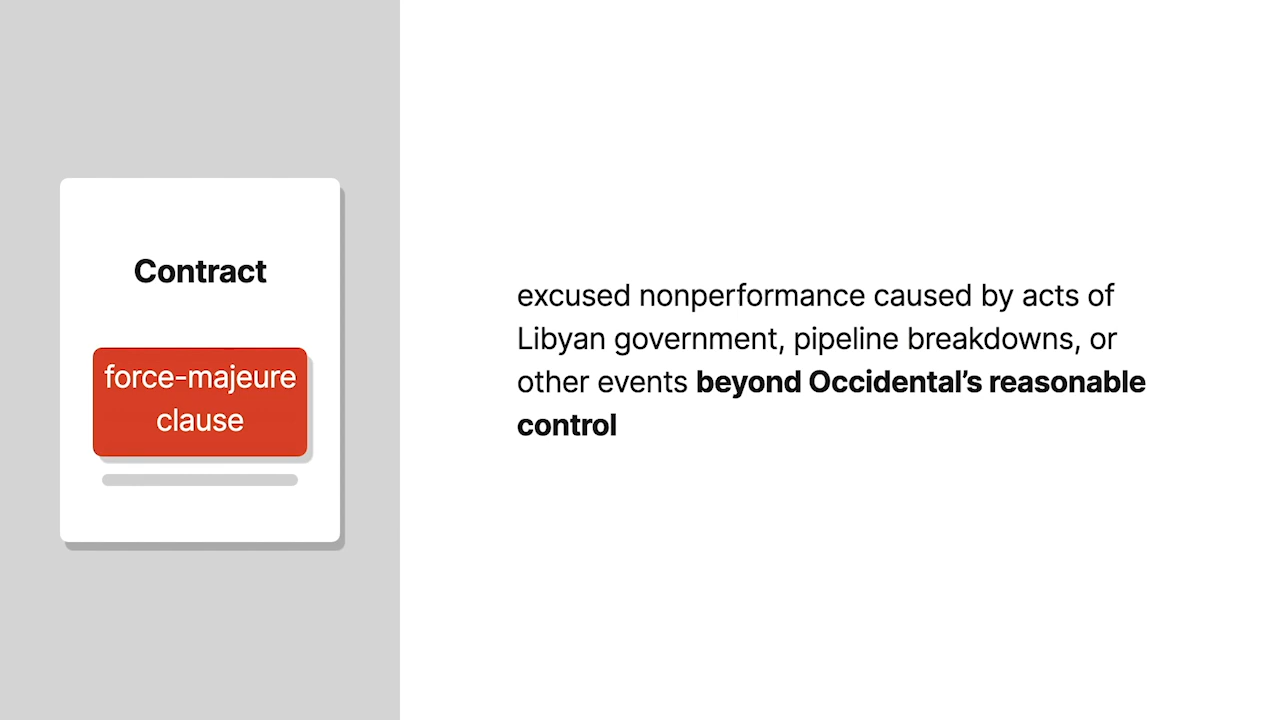 Contract
force-majeure
clause
excused nonperformance caused by acts of
Libyan government, pipeline breakdowns, or
other events beyond Occidental’s reasonable
control